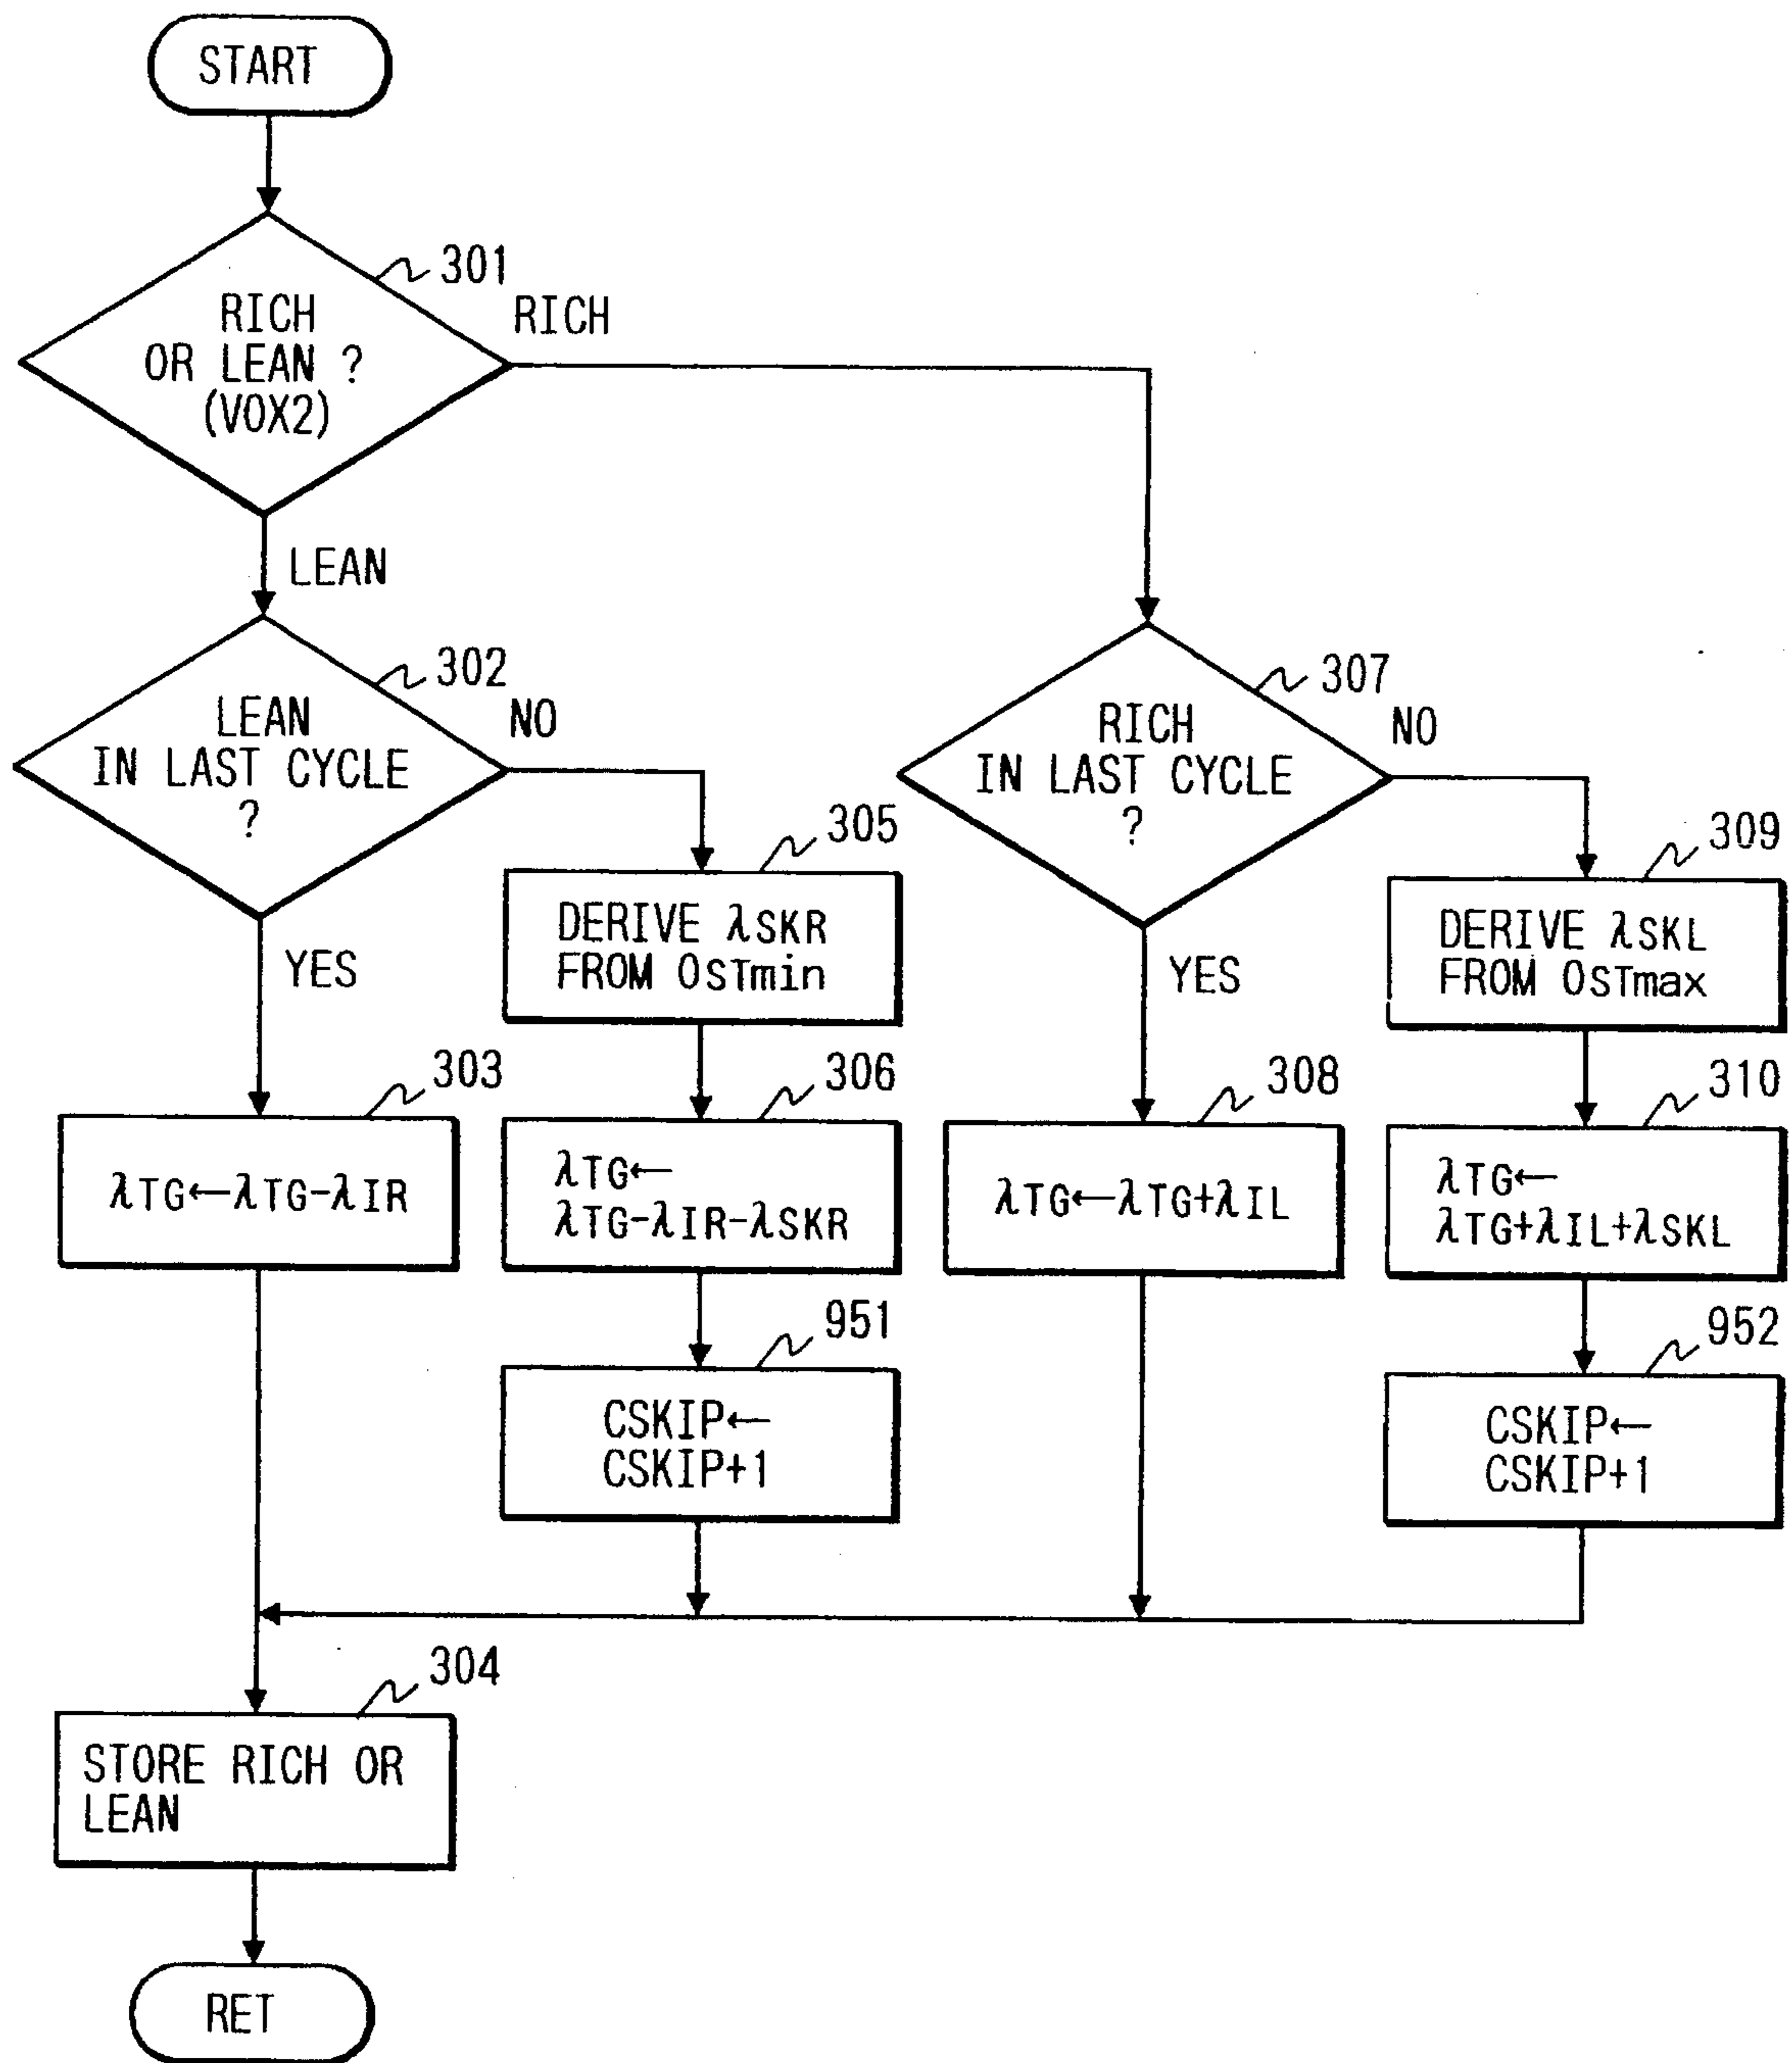 START
301
RICH
OR LEAN ?
(VOX2)
RICH
LEAN
302
LEAN
IN LAST CYCLE
?
NO
YES
307
RICH
IN LAST CYCLE
?
NO
YES
305
DERIVE λSKR
FROM OSTmin
309
DERIVE λSKL
FROM OSTmax
303
λTG←λTG-λIR
306
λTG←
λTG-λIR-λSKR
308
λTG←λTG+λIL
310
λTG←
λTG+λIL+λSKL
951
CSKIP←
CSKIP+1
952
CSKIP←
CSKIP+1
304
STORE RICH OR
LEAN
RET